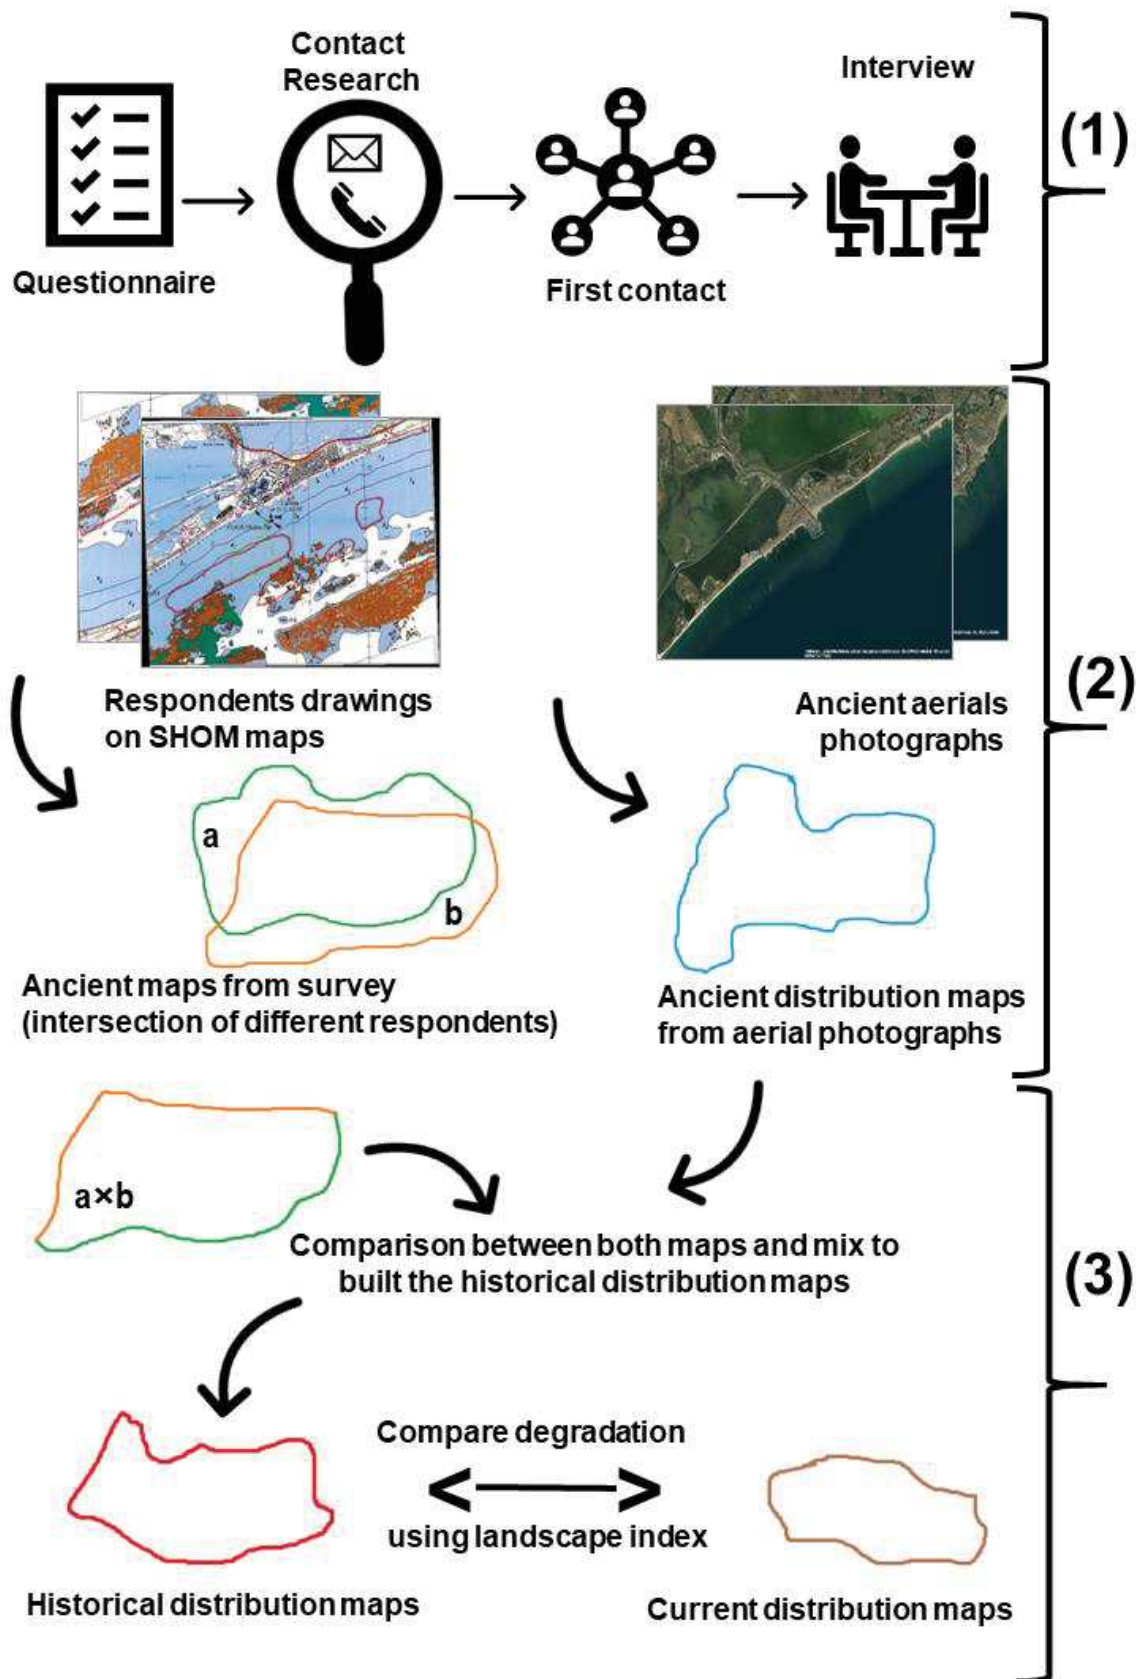 Contact
Research
Interview
(1)
Questionnaire
First contact
Respondents drawings
on SHOM maps
Ancient aerials
photographs
(2)
a
b
Ancient maps from survey
(intersection of different respondents)
Ancient distribution maps
from aerial photographs
a×b
Comparison between both maps and mix to
built the historical distribution maps
(3)
Compare degradation
using landscape index
Historical distribution maps
Current distribution maps